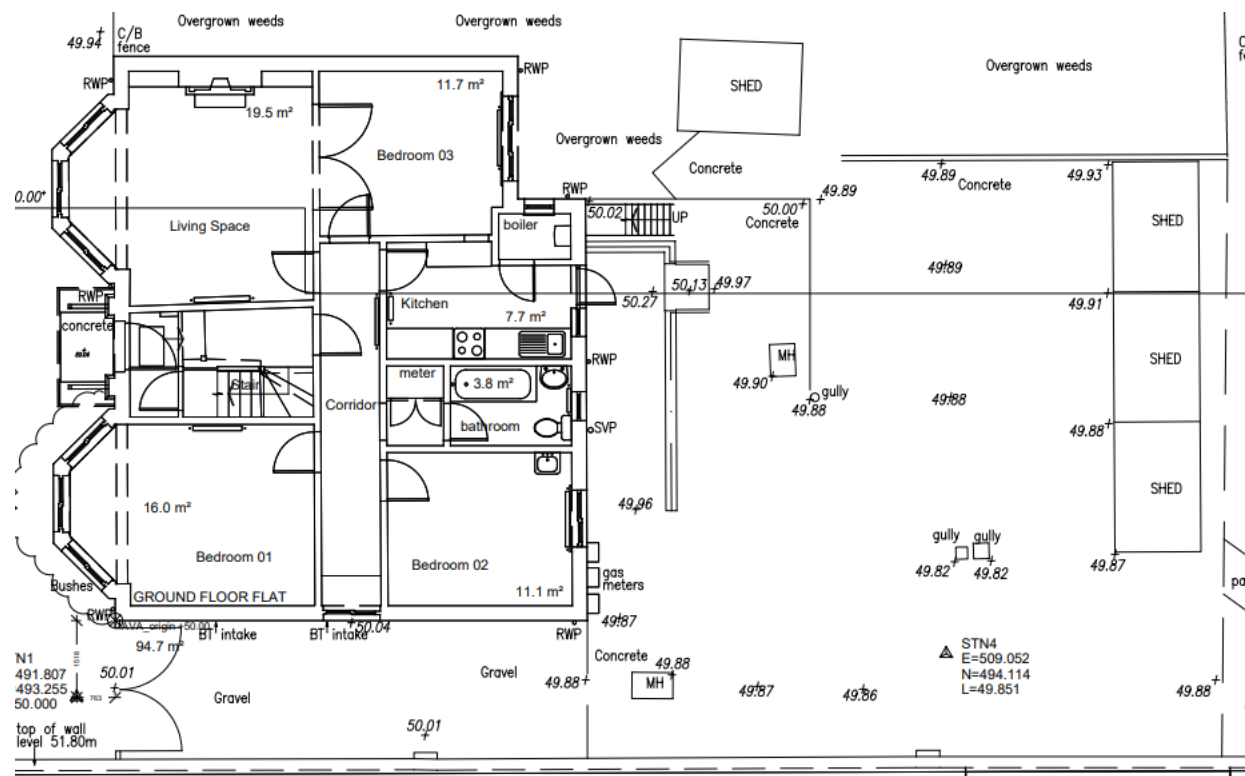 Overgrown weeds
Overgrown weeds
C/B
fence
49.94
RWP
RWP
11.7 m²
19.5 m²
SHED
Overgrown weeds
Bedroom 03
Overgrown weeds
Concrete
RWP
49.89
49.89
Concrete
49.93
0.00
50.02
UP
50.00
Concrete
boiler
Living Space
SHED
49.89
50.27
50.13
49.97
49.91
RWP
concrete
Kitchen
7.7 m²
RWP
MH
49.90
gully
49.88
49.88
SHED
meter
3.8 m²
Stair
Corridor
bathroom
SVP
49.88
16.0 m²
49.96
SHED
Bedroom 01
Bedroom 02
gully
gully
49.82
49.82
49.87
Bushes
GROUND FLOOR FLAT
11.1 m²
gas
meters
pa
RWP
AVA_origin +50.00
BT intake
BT intake
50.04
RWP
49.87
94.7 m²
Concrete
1518
763
N1
491.807
493.255
50.000
50.01
Gravel
Gravel
49.88
MH
49.88
49.87
49.86
STN4
E=509.052
N=494.114
L=49.851
49.88
top of wall
level 51.80m
50.01